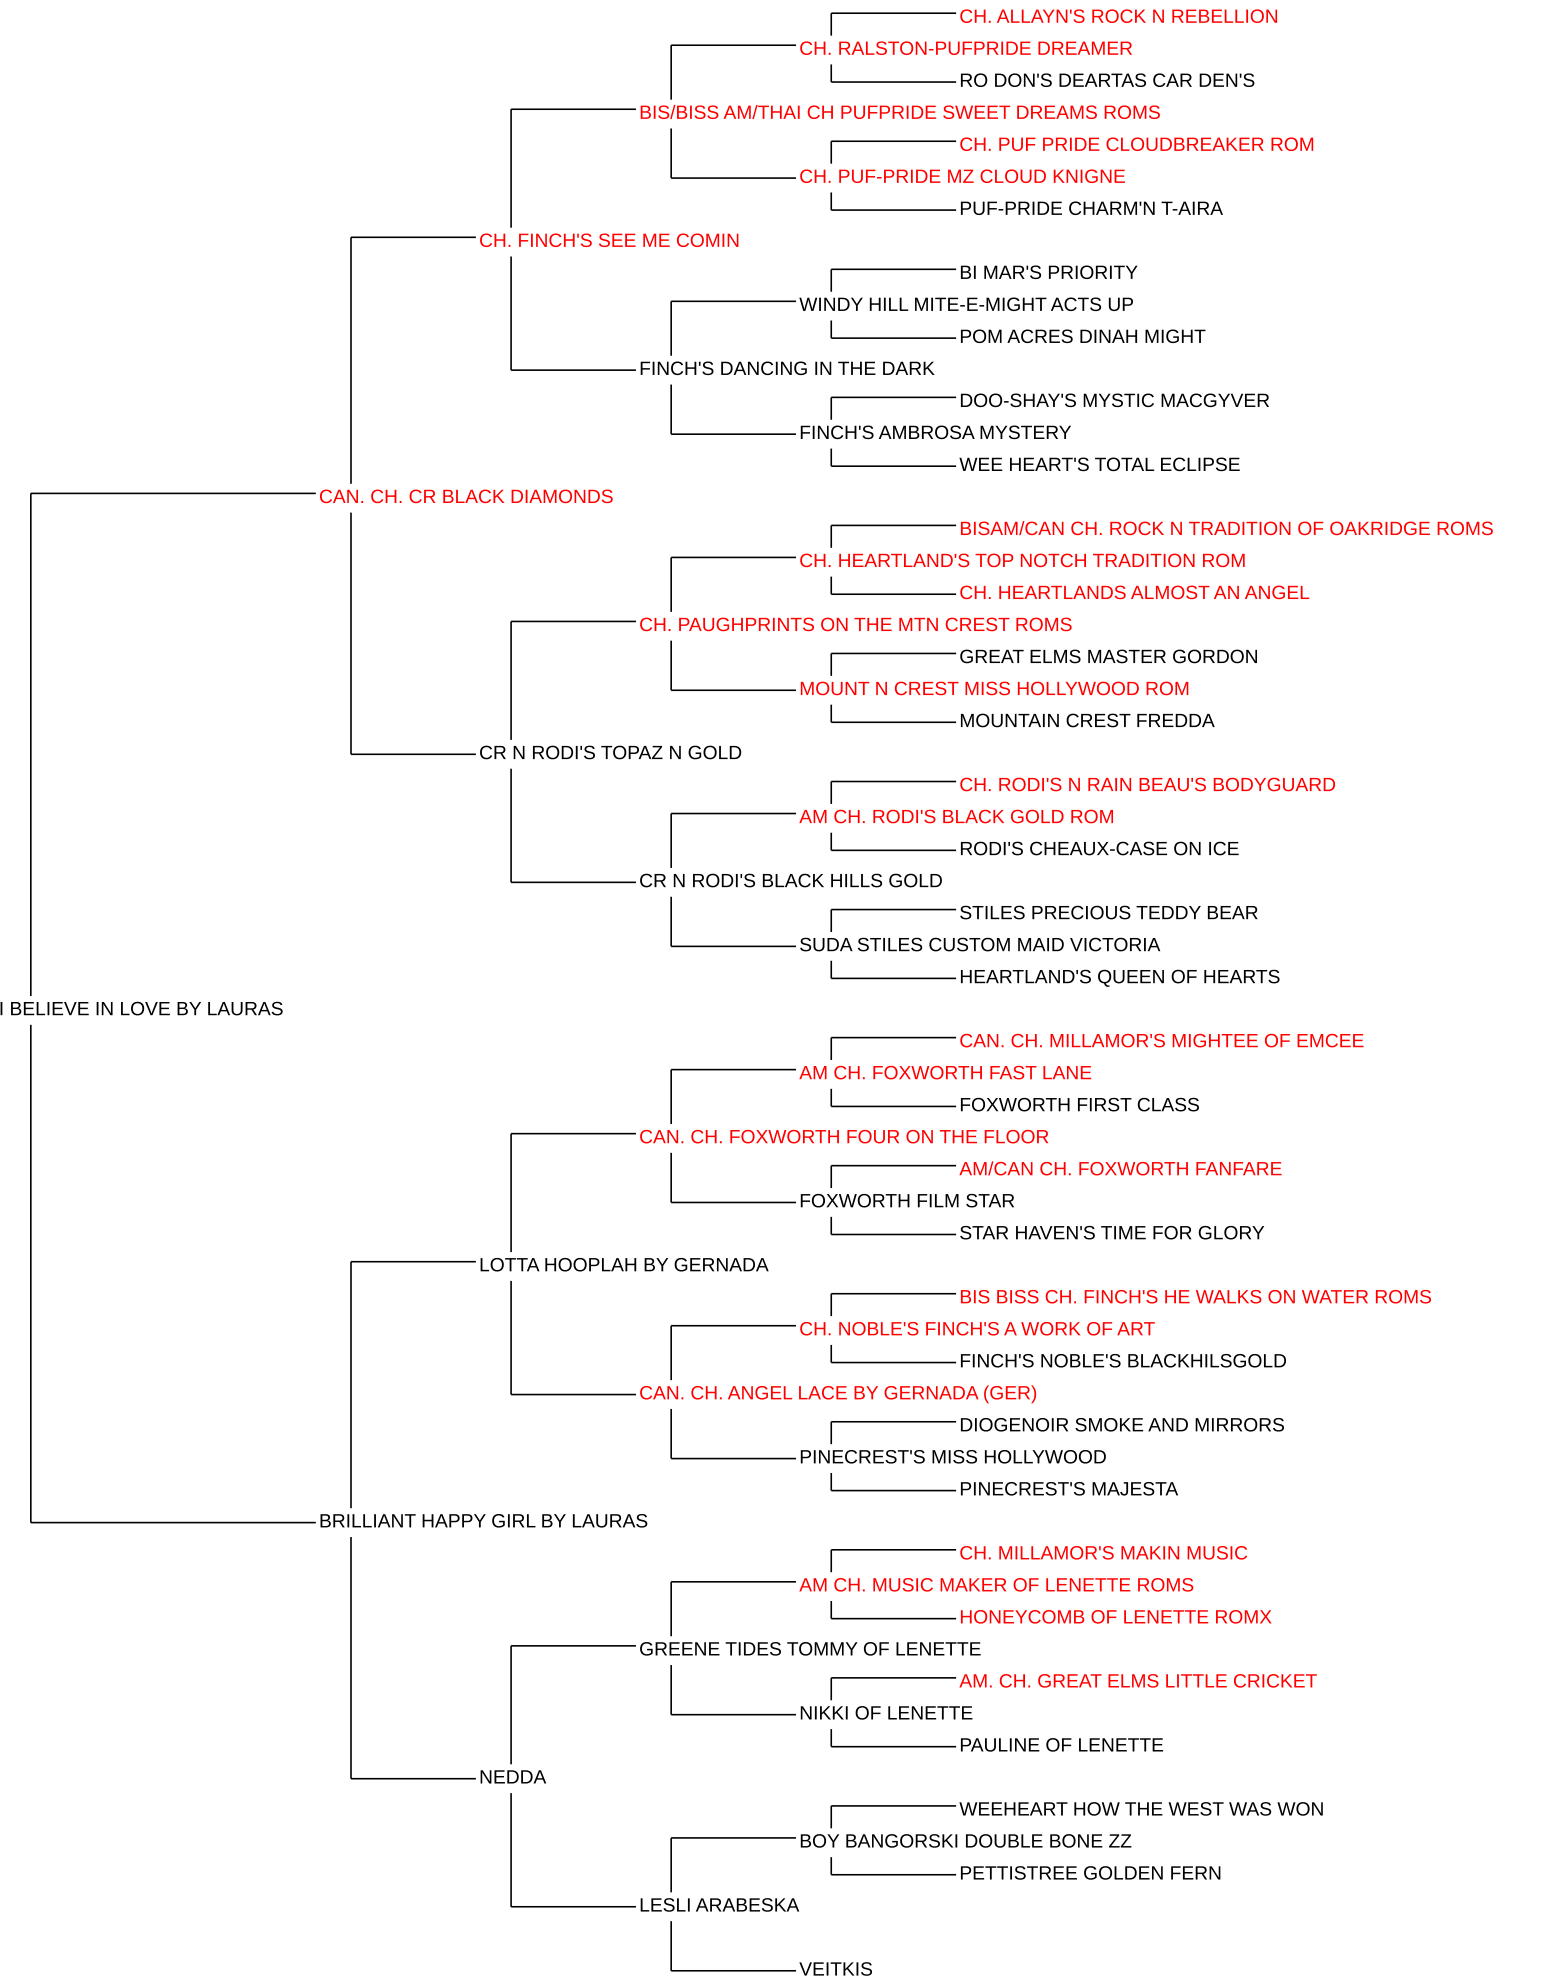 CH. ALLAYN'S ROCK N REBELLION
CH. RALSTON-PUFPRIDE DREAMER
RO DON'S DEARTAS CAR DEN'S
BIS/BISS AM/THAI CH PUFPRIDE SWEET DREAMS ROMS
CH. PUF PRIDE CLOUDBREAKER ROM
CH. PUF-PRIDE MZ CLOUD KNIGNE
PUF-PRIDE CHARM'N T-AIRA
CH. FINCH'S SEE ME COMIN
BI MAR'S PRIORITY
WINDY HILL MITE-E-MIGHT ACTS UP
POM ACRES DINAH MIGHT
FINCH'S DANCING IN THE DARK
DOO-SHAY'S MYSTIC MACGYVER
FINCH'S AMBROSA MYSTERY
WEE HEART'S TOTAL ECLIPSE
CAN. CH. CR BLACK DIAMONDS
BISAM/CAN CH. ROCK N TRADITION OF OAKRIDGE ROMS
CH. HEARTLAND'S TOP NOTCH TRADITION ROM
CH. HEARTLANDS ALMOST AN ANGEL
CH. PAUGHPRINTS ON THE MTN CREST ROMS
GREAT ELMS MASTER GORDON
MOUNT N CREST MISS HOLLYWOOD ROM
MOUNTAIN CREST FREDDA
CR N RODI'S TOPAZ N GOLD
CH. RODI'S N RAIN BEAU'S BODYGUARD
AM CH. RODI'S BLACK GOLD ROM
RODI'S CHEAUX-CASE ON ICE
CR N RODI'S BLACK HILLS GOLD
STILES PRECIOUS TEDDY BEAR
SUDA STILES CUSTOM MAID VICTORIA
HEARTLAND'S QUEEN OF HEARTS
I BELIEVE IN LOVE BY LAURAS
CAN. CH. MILLAMOR'S MIGHTEE OF EMCEE
AM CH. FOXWORTH FAST LANE
FOXWORTH FIRST CLASS
CAN. CH. FOXWORTH FOUR ON THE FLOOR
AM/CAN CH. FOXWORTH FANFARE
FOXWORTH FILM STAR
STAR HAVEN'S TIME FOR GLORY
LOTTA HOOPLAH BY GERNADA
BIS BISS CH. FINCH'S HE WALKS ON WATER ROMS
CH. NOBLE'S FINCH'S A WORK OF ART
FINCH'S NOBLE'S BLACKHILSGOLD
CAN. CH. ANGEL LACE BY GERNADA (GER)
DIOGENOIR SMOKE AND MIRRORS
PINECREST'S MISS HOLLYWOOD
PINECREST'S MAJESTA
BRILLIANT HAPPY GIRL BY LAURAS
CH. MILLAMOR'S MAKIN MUSIC
AM CH. MUSIC MAKER OF LENETTE ROMS
HONEYCOMB OF LENETTE ROMX
GREENE TIDES TOMMY OF LENETTE
AM. CH. GREAT ELMS LITTLE CRICKET
NIKKI OF LENETTE
PAULINE OF LENETTE
NEDDA
WEEHEART HOW THE WEST WAS WON
BOY BANGORSKI DOUBLE BONE ZZ
PETTISTREE GOLDEN FERN
LESLI ARABESKA
VEITKIS